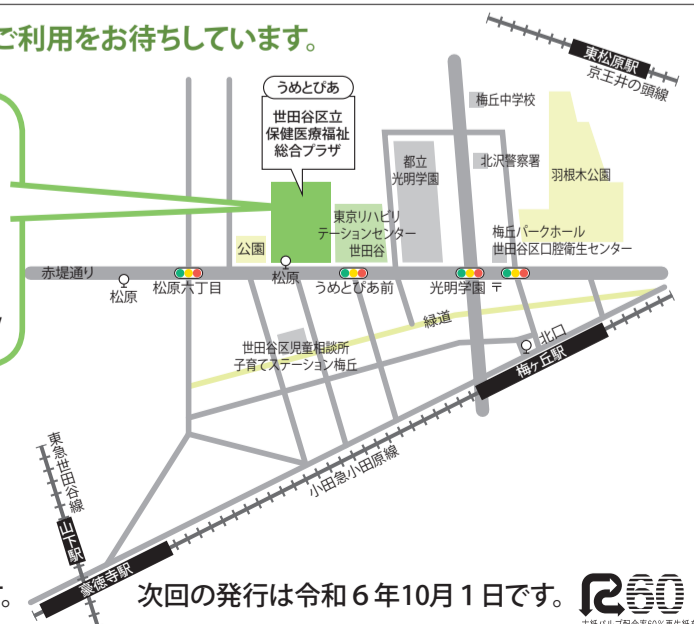 ご利用をお待ちしています。
東松原駅
京王井の頭線
うめとぴあ
世田谷区立
保健医療福祉
総合プラザ
梅丘中学校
都立
光明学園
北沢警察署
羽根木公園
東京リハビリ
テーションセンター
世田谷
公園
梅丘パークホール
世田谷区口腔衛生センター
赤堤通り
松原
松原六丁目
松原
うめとぴあ前
光明学園
〒
緑道
北口
梅ヶ丘駅
世田谷区児童相談所
子育てステーション梅丘
小田急小田原線
東急世田谷線
山下駅
豪徳寺駅
す。
次回の発行は令和６年10月１日です。
R60